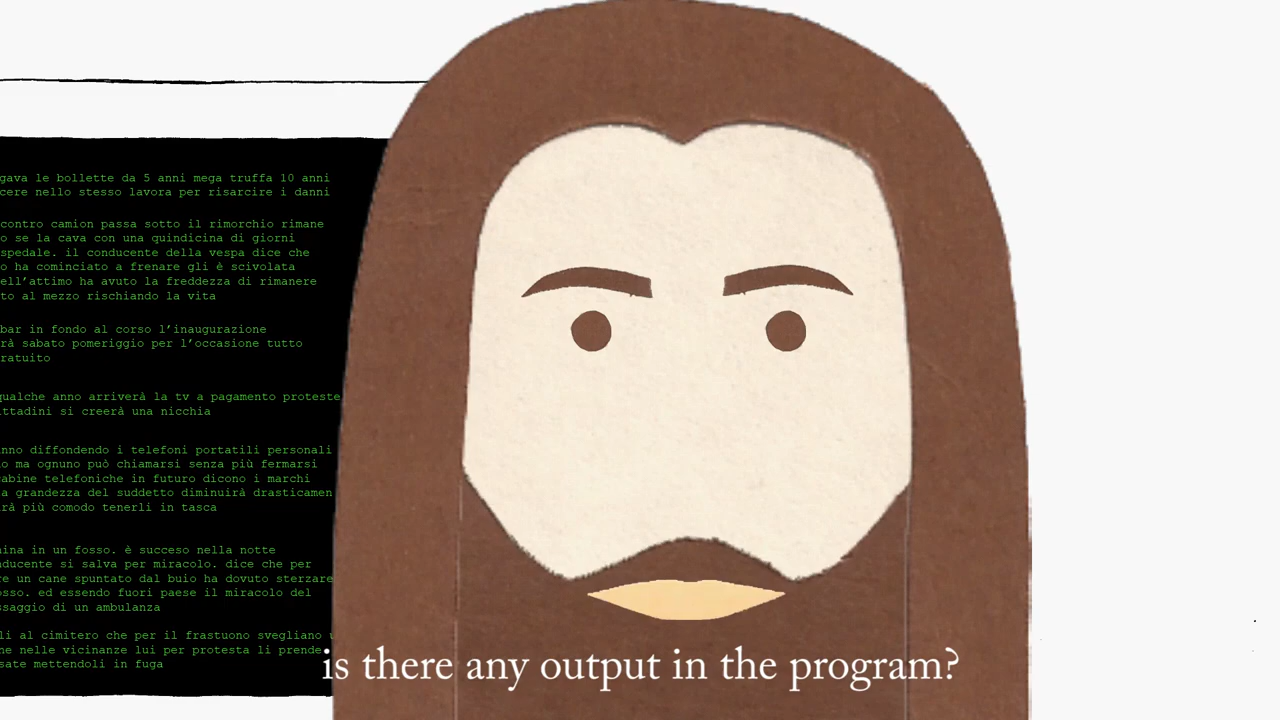 gava le bollette da 5 anni mega truffa 10 anni
cere nello stesso lavora per risarcire i danni
contro camion passa sotto il rimorchio rimane
o se la cava con una quindicina di giorni
spedale. il conducente della vespa dice che
o ha cominciato a frenare gli è scivolata
ell'attimo ha avuto la freddezza di rimanere
to al mezzo rischiando la vita
bar in fondo al corso l'inaugurazione
rà sabato pomeriggio per l'occasione tutto
ratuito
qualche anno arriverà la tv a pagamento proteste
ittadini si creerà una nicchia
nno diffondendo i telefoni portatili personali
o ma ognuno può chiamarsi senza più fermarsi
cabine telefoniche in futuro dicono i marchi
a grandezza del suddetto diminuirà drasticamen
rà più comodo tenerli in tasca
hina in un fosso. è succeso nella notte
nducente si salva per miracolo. dice che per
re un cane spuntato dal buio ha dovuto sterzare
osso. ed essendo fuori paese il miracolo del
ssaggio di un ambulanza
li al cimitero che per il frastuono svegliano u
ne nelle vicinanze lui per protesta li prende
sate mettendoli in fuga
is there any output in the program?